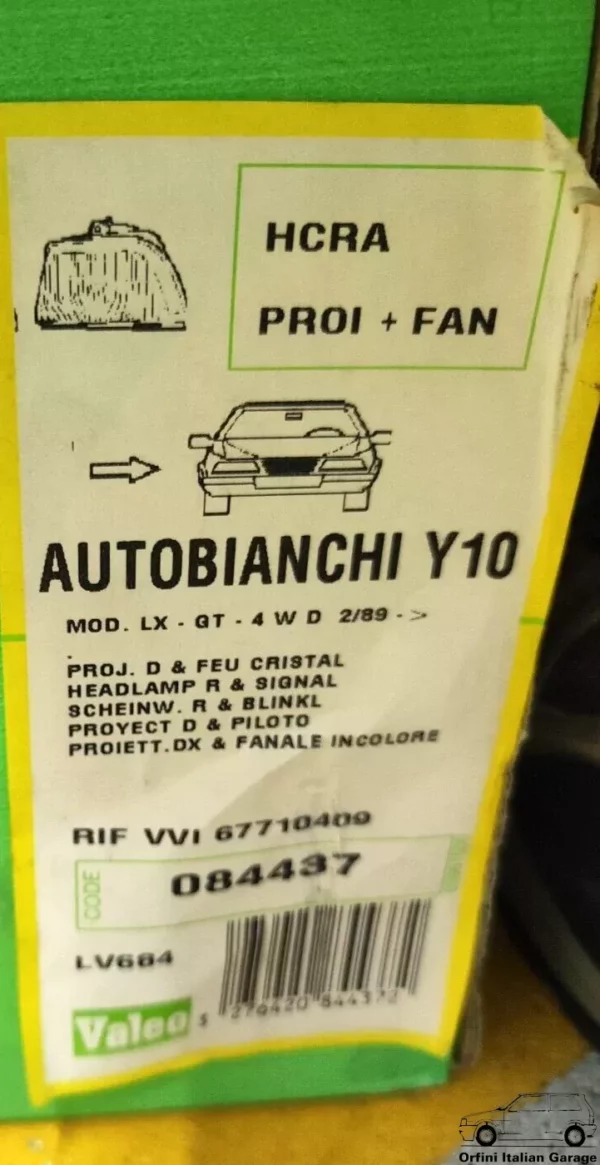 HCRA
PROI + FAN
AUTOBIANCHI Y10
MOD. LX - GT - 4 W D 2/89 - >
PROJ. D & FEU CRISTAL
HEADLAMP R & SIGNAL
SCHEINW. R & BLINKL
PROYECT D & PILOTO
PROIETT.DX & FANALE INCOLORE
RIF VVI 67710409
CODE
084437
LV684
Valeo
Orfini Italian Garage